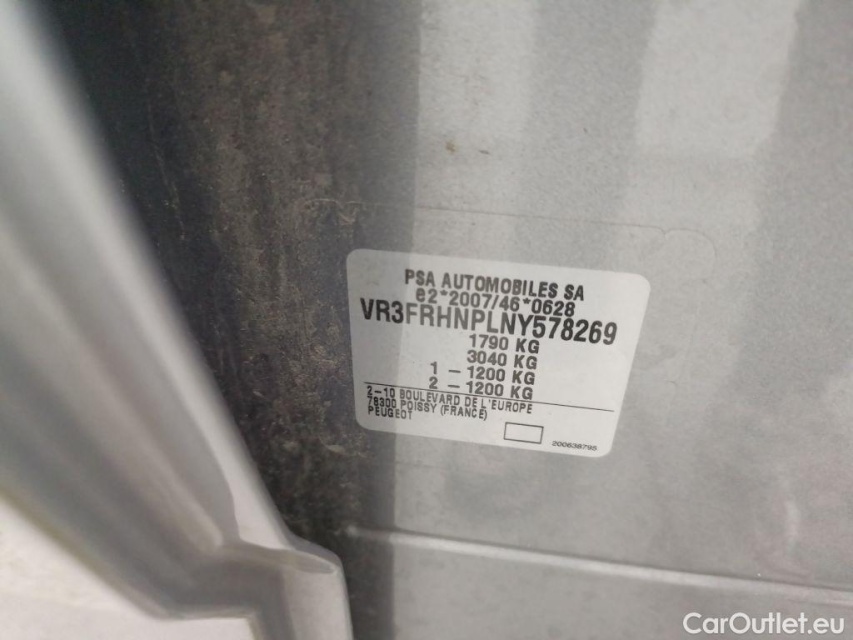 PSA AUTOMOBILES SA
e2*2007/46*0628
VR3FRHNPLNY578269
1790 KG
3040 KG
1 - 1200 KG
2 - 1200 KG
2-10 BOULEVARD DE L'EUROPE
78300 POISSY (FRANCE)
PEUGEOT
200638795
CarOutlet.eu